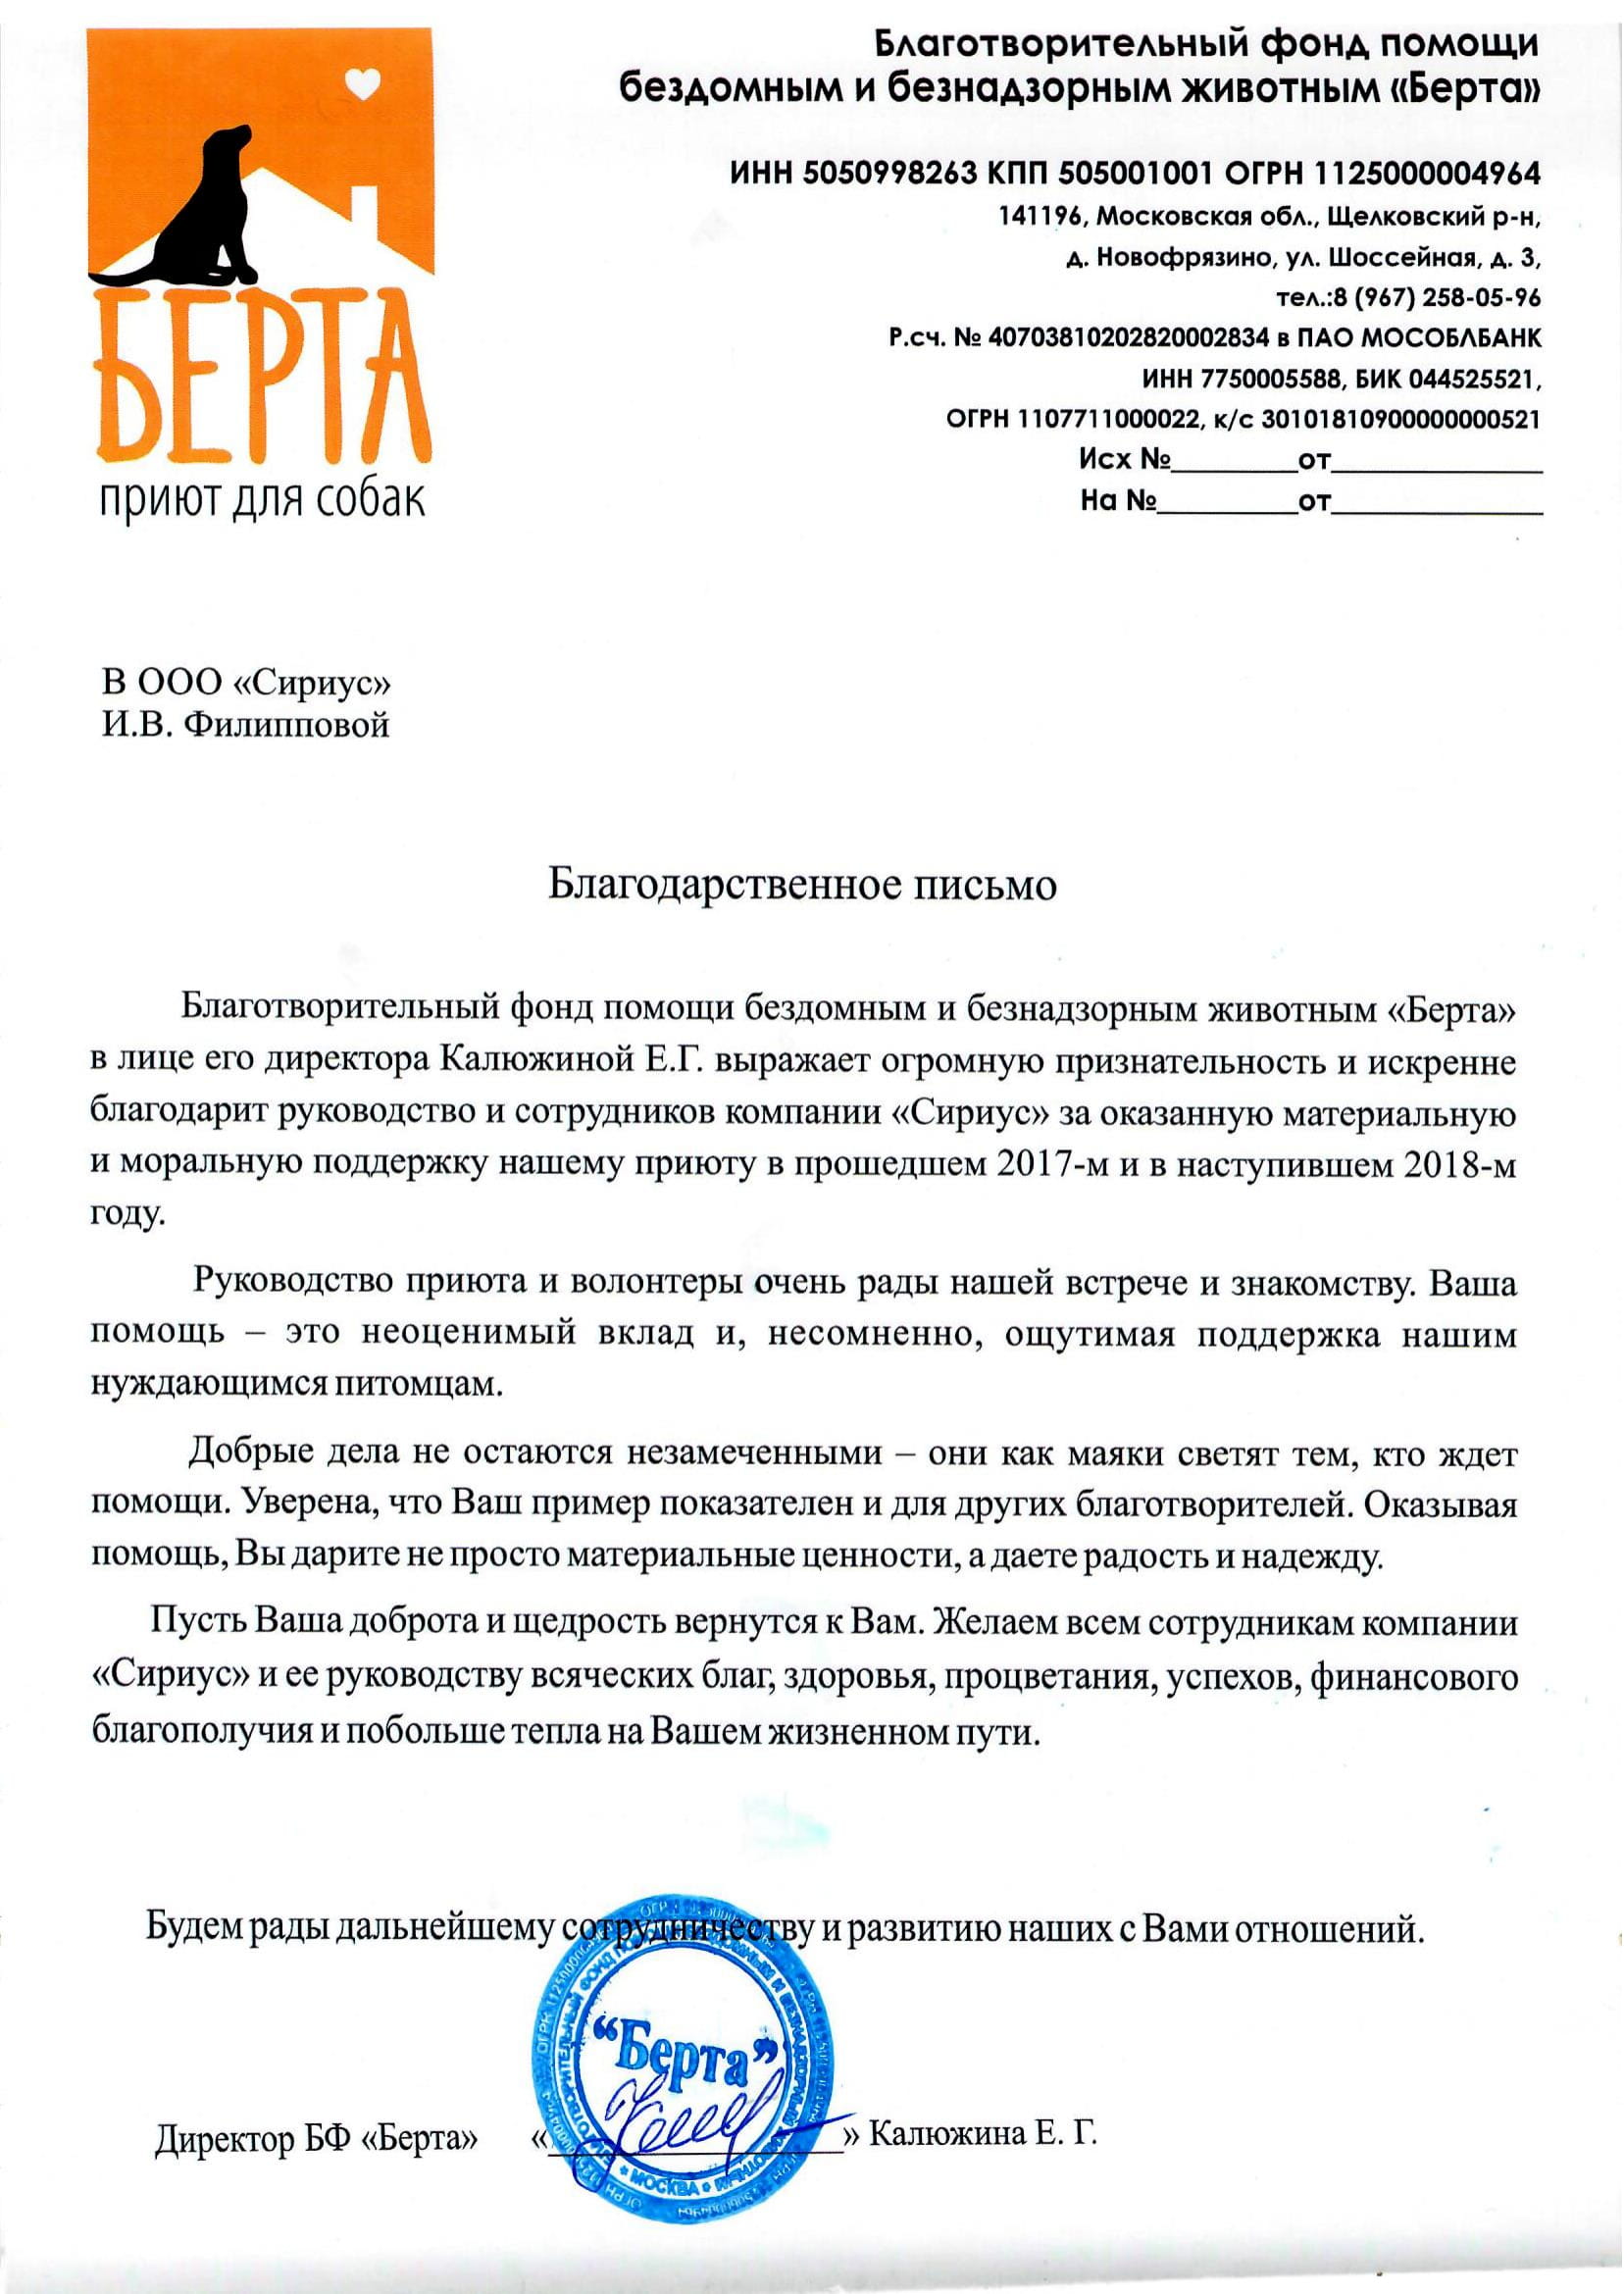 Благотворительный фонд помощи
бездомным и безнадзорным животным «Берта»
ИНН 5050998263 КПП 505001001 ОГРН 1125000004964
141196, Московская обл., Щелковский р-н,
д. Новофрязино, ул. Шоссейная, д. 3,
тел.:8 (967) 258-05-96
Р.сч. № 40703810202820002834 в ПАО МОСОБЛБАНК
ИНН 7750005588, БИК 044525521,
ОГРН 1107711000022, к/с 30101810900000000521
Исх №_________от_______________
На №__________от_______________
БЕРТА
приют для собак
В ООО «Сириус»
И.В. Филипповой
Благодарственное письмо
Благотворительный фонд помощи бездомным и безнадзорным животным «Берта»
в лице его директора Калюжиной Е.Г. выражает огромную признательность и искренне
благодарит руководство и сотрудников компании «Сириус» за оказанную материальную
и моральную поддержку нашему приюту в прошедшем 2017-м и в наступившем 2018-м
году.
Руководство приюта и волонтеры очень рады нашей встрече и знакомству. Ваша
помощь – это неоценимый вклад и, несомненно, ощутимая поддержка нашим
нуждающимся питомцам.
Добрые дела не остаются незамеченными – они как маяки светят тем, кто ждет
помощи. Уверена, что Ваш пример показателен и для других благотворителей. Оказывая
помощь, Вы дарите не просто материальные ценности, а даете радость и надежду.
Пусть Ваша доброта и щедрость вернутся к Вам. Желаем всем сотрудникам компании
«Сириус» и ее руководству всяческих благ, здоровья, процветания, успехов, финансового
благополучия и побольше тепла на Вашем жизненном пути.
Будем рады дальнейшему сотрудничеству и развитию наших с Вами отношений.
“Берта”
МОСКВА
Директор БФ «Берта» «_______________» Калюжина Е. Г.